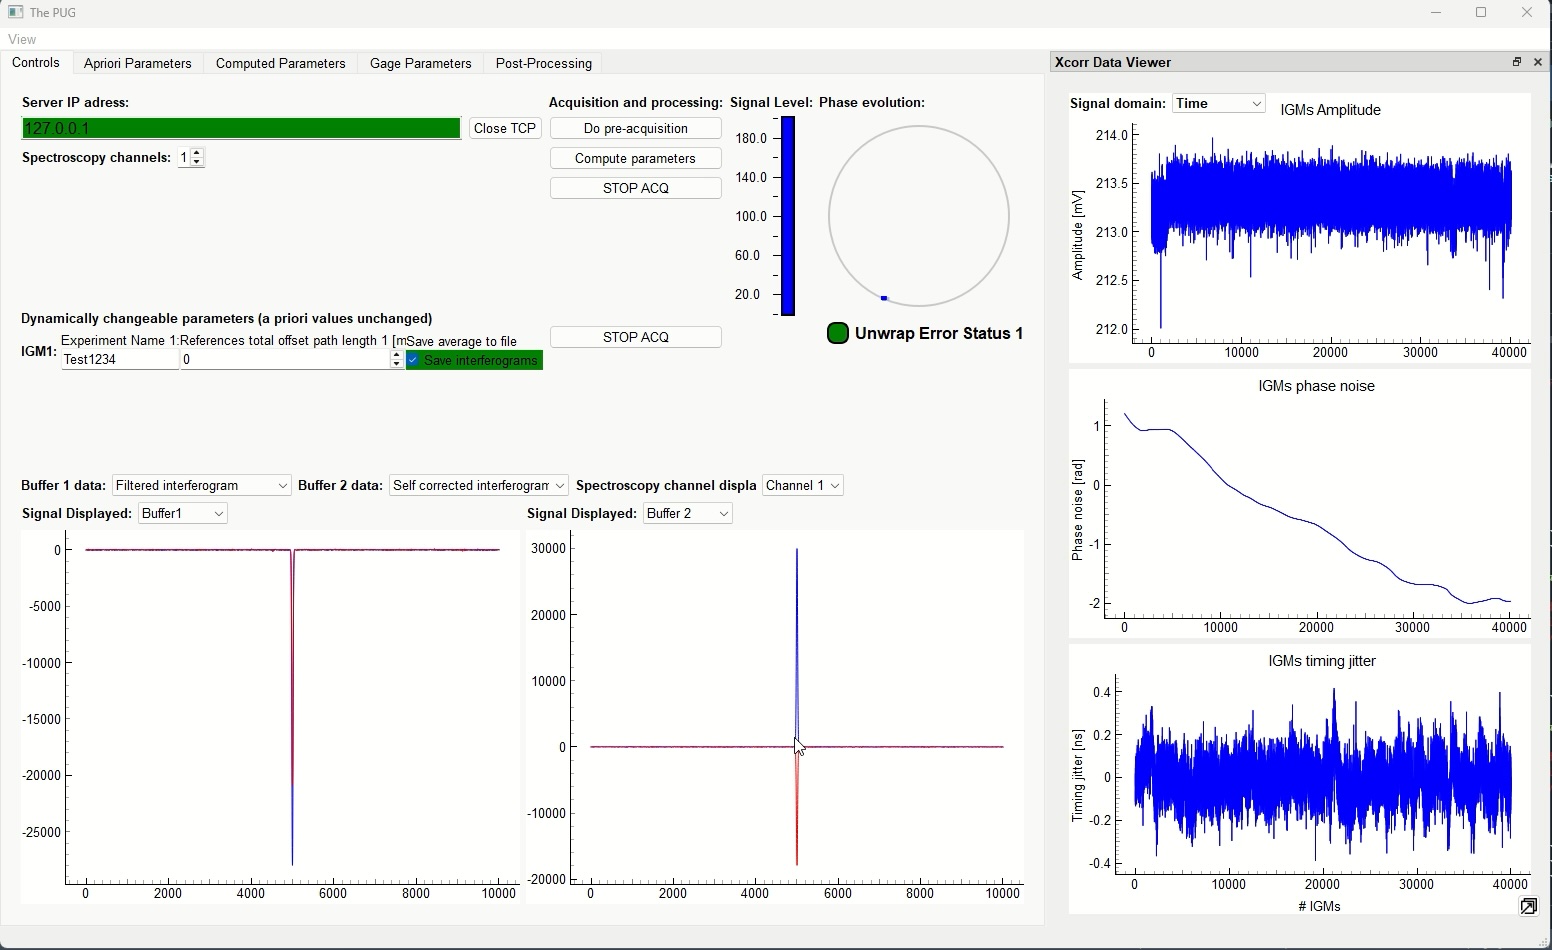 The PUG
View
Controls Apriori Parameters Computed Parameters Gage Parameters Post-Processing
Server IP adress:
127.0.0.1 Close TCP
Spectroscopy channels: 1
Acquisition and processing: Signal Level: Phase evolution:
Do pre-acquisition
Compute parameters
STOP ACQ
180.0
140.0
100.0
60.0
20.0
Unwrap Error Status 1
Dynamically changeable parameters (a priori values unchanged)
STOP ACQ
Experiment Name 1: References total offset path length 1 [m Save average to file
IGM1: Test1234 0 Save interferograms
Buffer 1 data: Filtered interferogram Buffer 2 data: Self corrected interferogram Spectroscopy channel displa Channel 1
Signal Displayed: Buffer1
0
-5000
-10000
-15000
-20000
-25000
0 2000 4000 6000 8000 10000
Signal Displayed: Buffer 2
30000
20000
10000
0
-10000
-20000
0 2000 4000 6000 8000 10000
Xcorr Data Viewer
Signal domain: Time
IGMs Amplitude
Amplitude [mV]
214.0
213.5
213.0
212.5
212.0
0 10000 20000 30000 40000
IGMs phase noise
Phase noise [rad]
1
0
-1
-2
0 10000 20000 30000 40000
IGMs timing jitter
Timing jitter [ns]
0.4
0.2
0
-0.2
-0.4
0 10000 20000 30000 40000
# IGMs